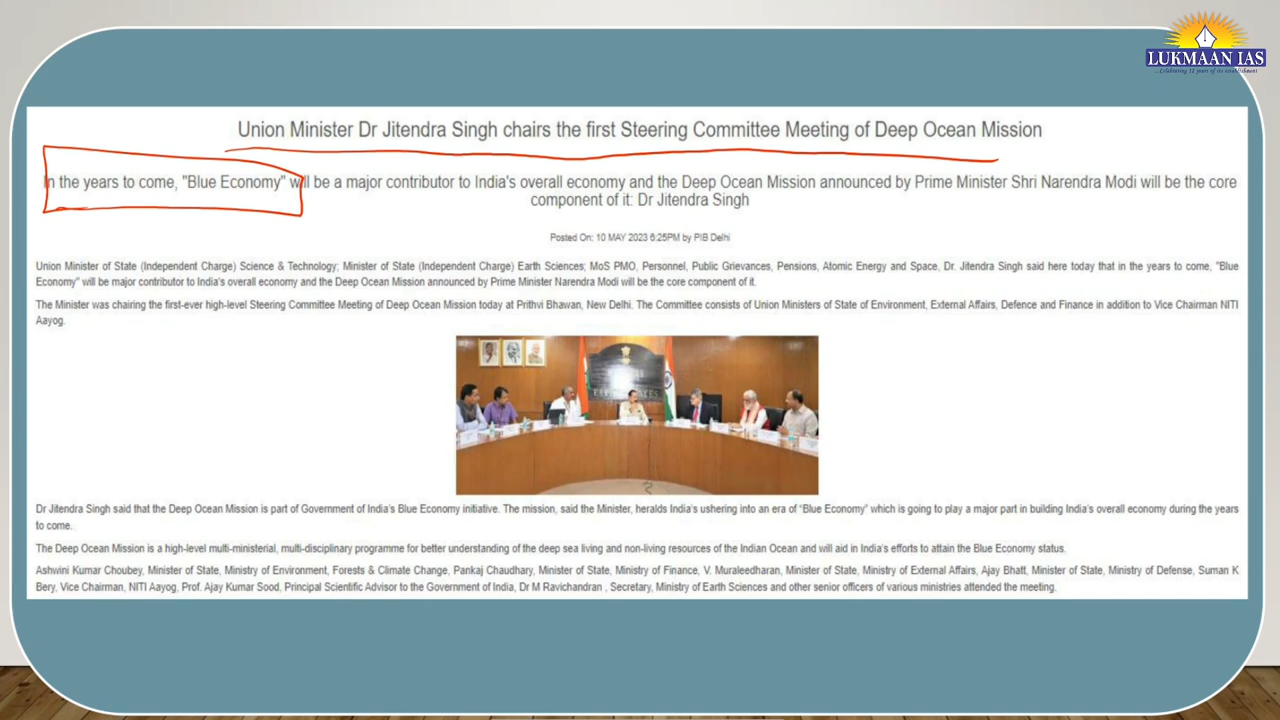 LUKMAAN IAS
...Celebrating 12 years of its establishment
Union Minister Dr Jitendra Singh chairs the first Steering Committee Meeting of Deep Ocean Mission
In the years to come, "Blue Economy" will be a major contributor to India's overall economy and the Deep Ocean Mission announced by Prime Minister Shri Narendra Modi will be the core
component of it: Dr Jitendra Singh
Posted On: 10 MAY 2023 6:25PM by PIB Delhi
Union Minister of State (Independent Charge) Science & Technology; Minister of State (Independent Charge) Earth Sciences; MoS PMO, Personnel, Public Grievances, Pensions, Atomic Energy and Space, Dr. Jitendra Singh said here today that in the years to come, "Blue
Economy" will be major contributor to India's overall economy and the Deep Ocean Mission announced by Prime Minister Narendra Modi will be the core component of it.
The Minister was chairing the first-ever high-level Steering Committee Meeting of Deep Ocean Mission today at Prithvi Bhawan, New Delhi. The Committee consists of Union Ministers of State of Environment, External Affairs, Defence and Finance in addition to Vice Chairman NITI
Aayog.
Dr Jitendra Singh said that the Deep Ocean Mission is part of Government of India's Blue Economy initiative. The mission, said the Minister, heralds India's ushering into an era of "Blue Economy" which is going to play a major part in building India's overall economy during the years
to come.
The Deep Ocean Mission is a high-level multi-ministerial, multi-disciplinary programme for better understanding of the deep sea living and non-living resources of the Indian Ocean and will aid in India's efforts to attain the Blue Economy status.
Ashwini Kumar Choubey, Minister of State, Ministry of Environment, Forests & Climate Change, Pankaj Chaudhary, Minister of State, Ministry of Finance, V. Muraleedharan, Minister of State, Ministry of External Affairs, Ajay Bhatt, Minister of State, Ministry of Defense, Suman K
Bery, Vice Chairman, NITI Aayog, Prof. Ajay Kumar Sood, Principal Scientific Advisor to the Government of India, Dr M Ravichandran , Secretary, Ministry of Earth Sciences and other senior officers of various ministries attended the meeting.